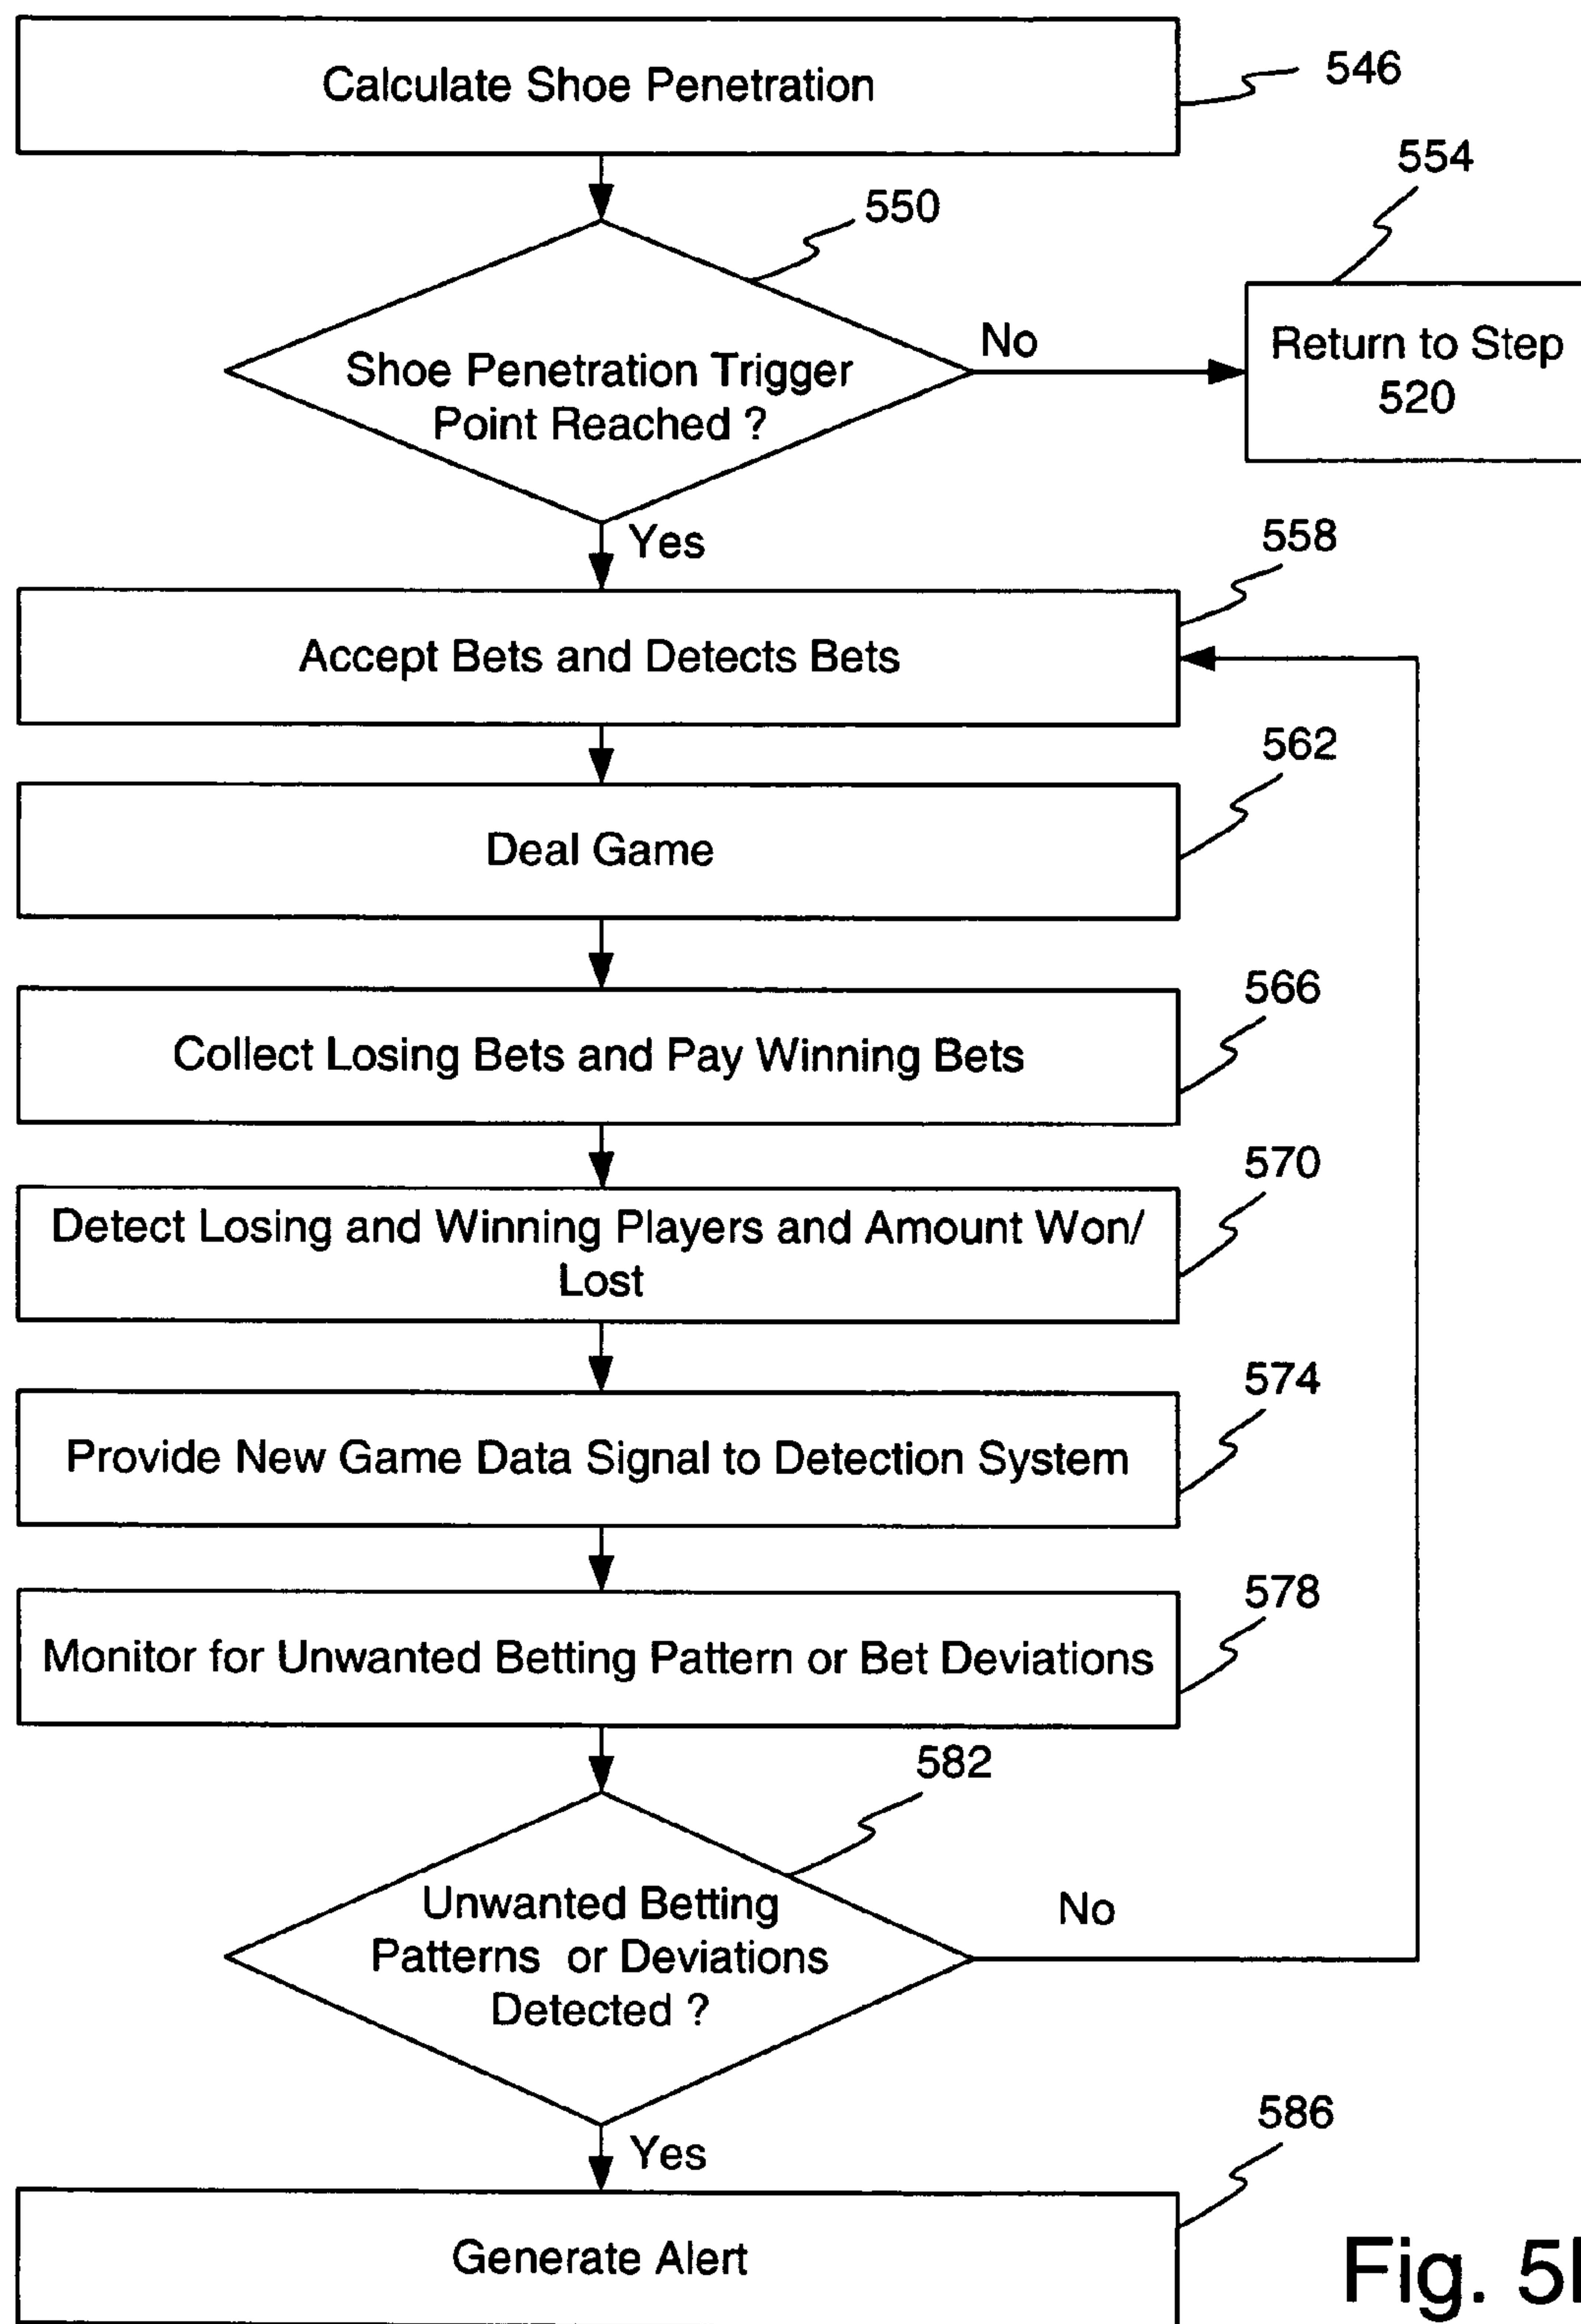 Calculate Shoe Penetration
546
554
550
Shoe Penetration Trigger
Point Reached ?
No
Return to Step
520
Yes
558
Accept Bets and Detects Bets
562
Deal Game
566
Collect Losing Bets and Pay Winning Bets
570
Detect Losing and Winning Players and Amount Won/
Lost
574
Provide New Game Data Signal to Detection System
578
Monitor for Unwanted Betting Pattern or Bet Deviations
582
Unwanted Betting
Patterns or Deviations
Detected ?
No
Yes
586
Generate Alert
Fig.